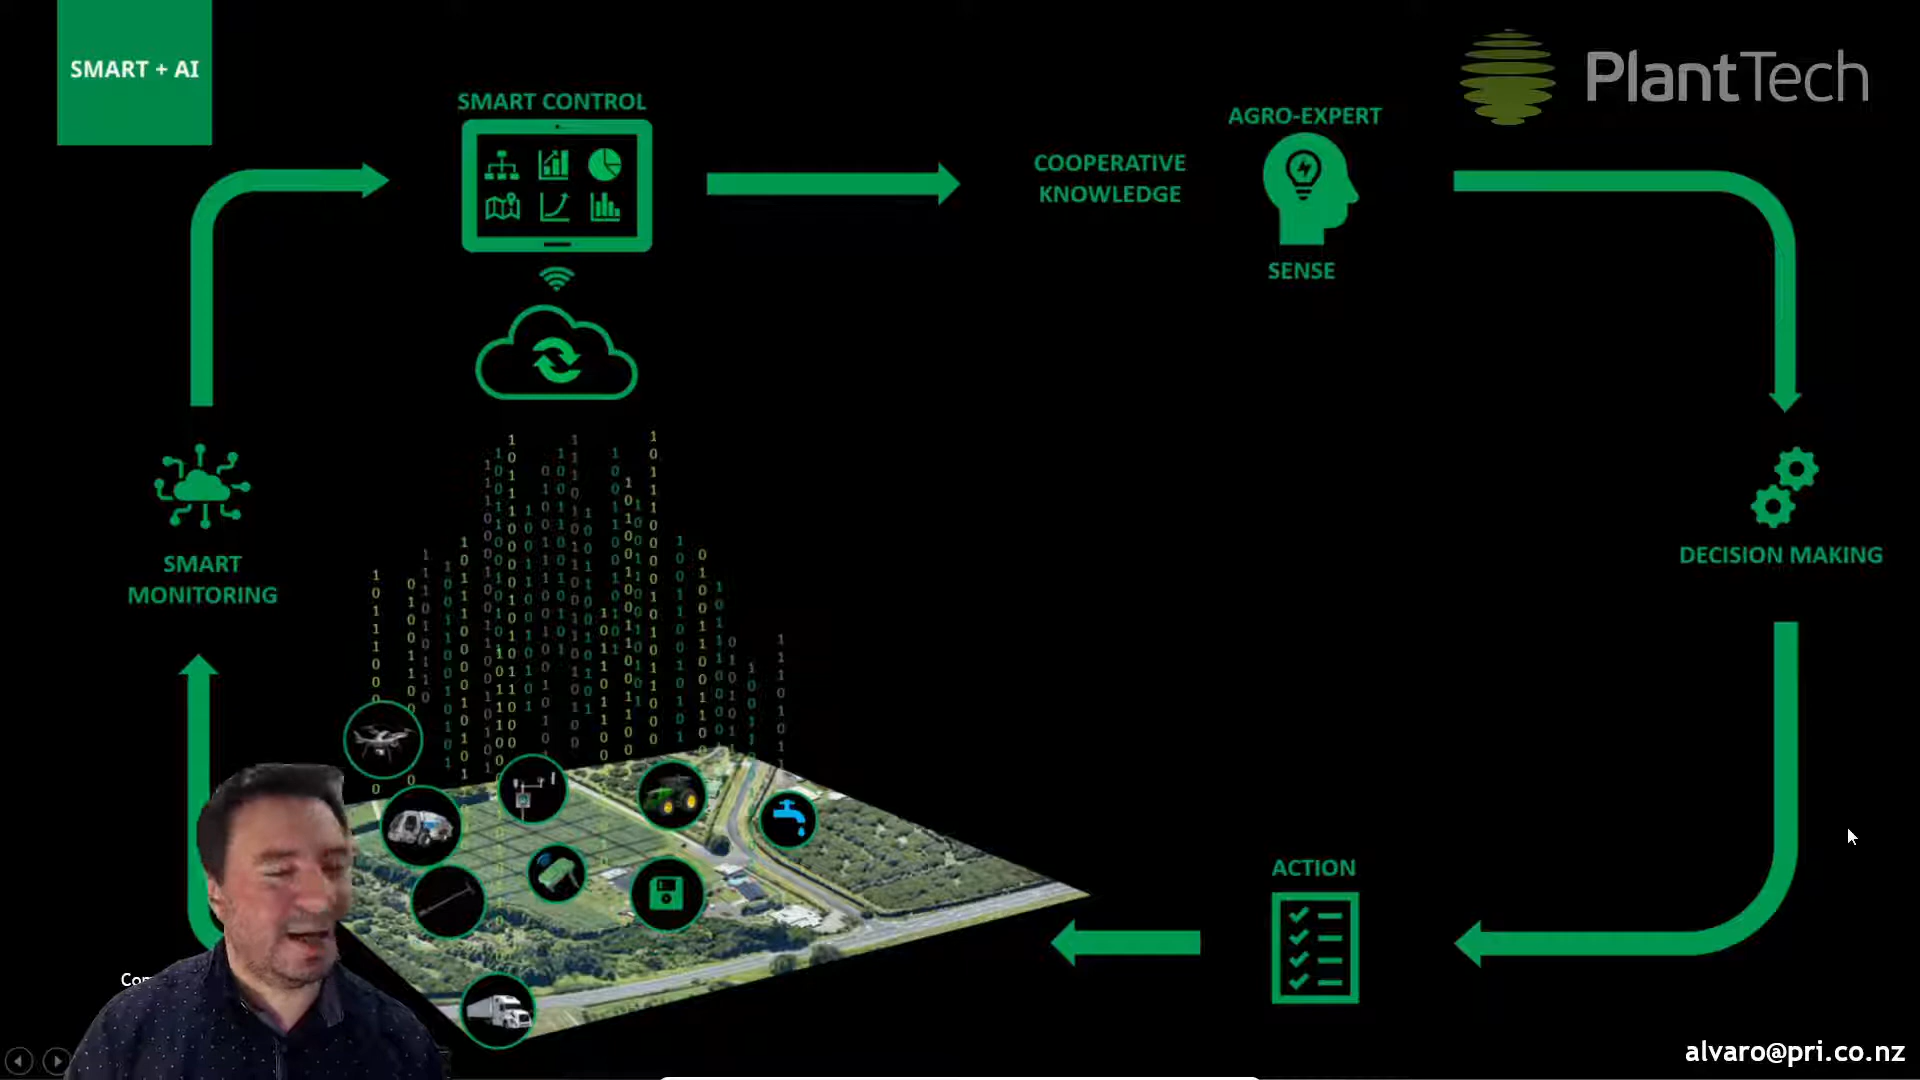 SMART + AI
PlantTech
SMART CONTROL
AGRO-EXPERT
COOPERATIVE
KNOWLEDGE
SENSE
SMART
MONITORING
DECISION MAKING
ACTION
alvaro@pri.co.nz